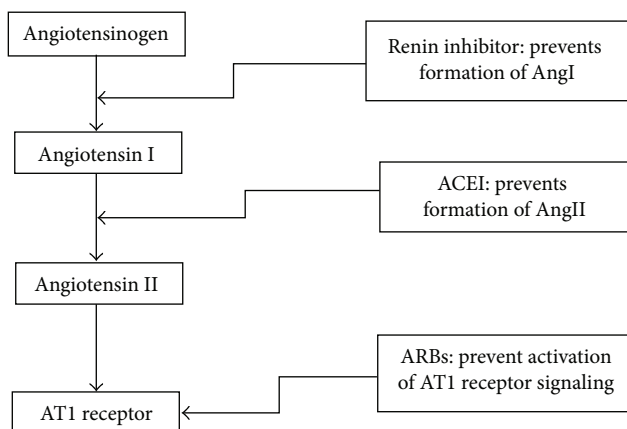 Angiotensinogen
Renin inhibitor: prevents
formation of AngI
Angiotensin I
ACEI: prevents
formation of AngII
Angiotensin II
ARBs: prevent activation
of AT1 receptor signaling
AT1 receptor